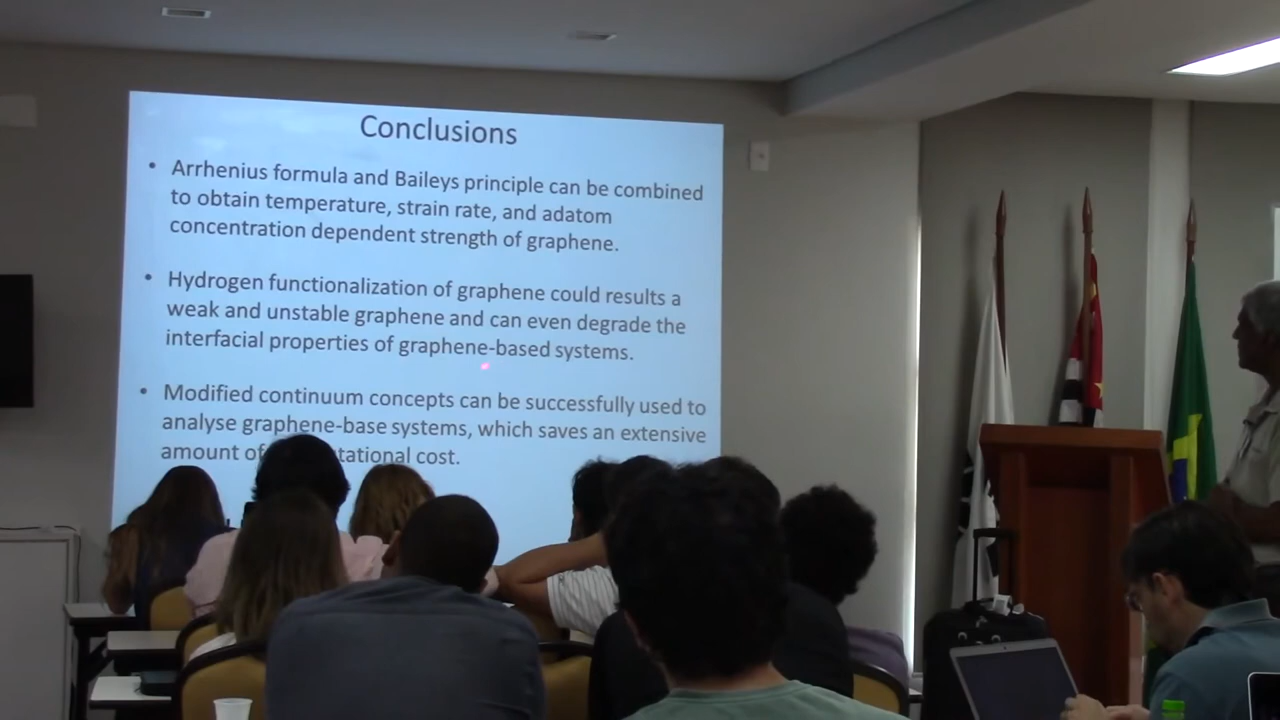 Conclusions
• Arrhenius formula and Baileys principle can be combined
to obtain temperature, strain rate, and adatom
concentration dependent strength of graphene.
• Hydrogen functionalization of graphene could results a
weak and unstable graphene and can even degrade the
interfacial properties of graphene-based systems.
• Modified continuum concepts can be successfully used to
analyse graphene-base systems, which saves an extensive
amount of tational cost.